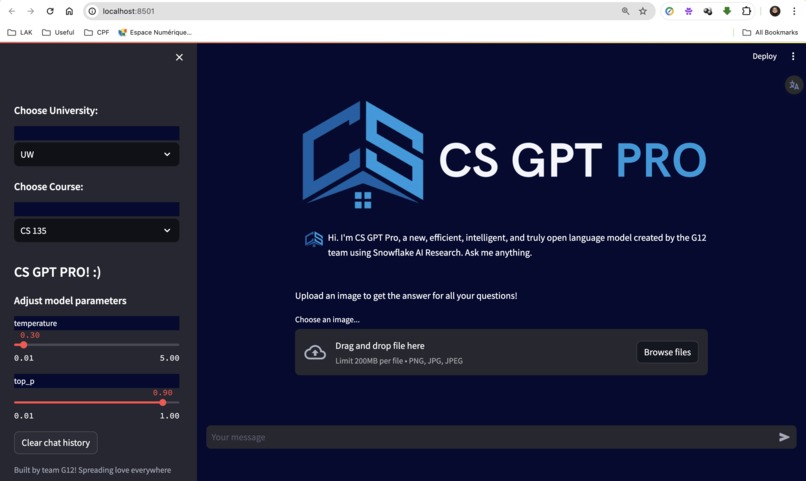 localhost:8501
LAK
Useful
CPF
Espace Numérique...
All Bookmarks
Deploy
Choose University:
UW
Choose Course:
CS 135
CS GPT PRO! :)
Adjust model parameters
temperature
0.30
0.01 5.00
top_p
0.90
0.01 1.00
Clear chat history
Built by team G12! Spreading love everywhere
CS CS GPT PRO
Hi. I'm CS GPT Pro, a new, efficient, intelligent, and truly open language model created by the G12
team using Snowflake AI Research. Ask me anything.
Upload an image to get the answer for all your questions!
Choose an image...
Drag and drop file here
Limit 200MB per file • PNG, JPG, JPEG
Browse files
Your message